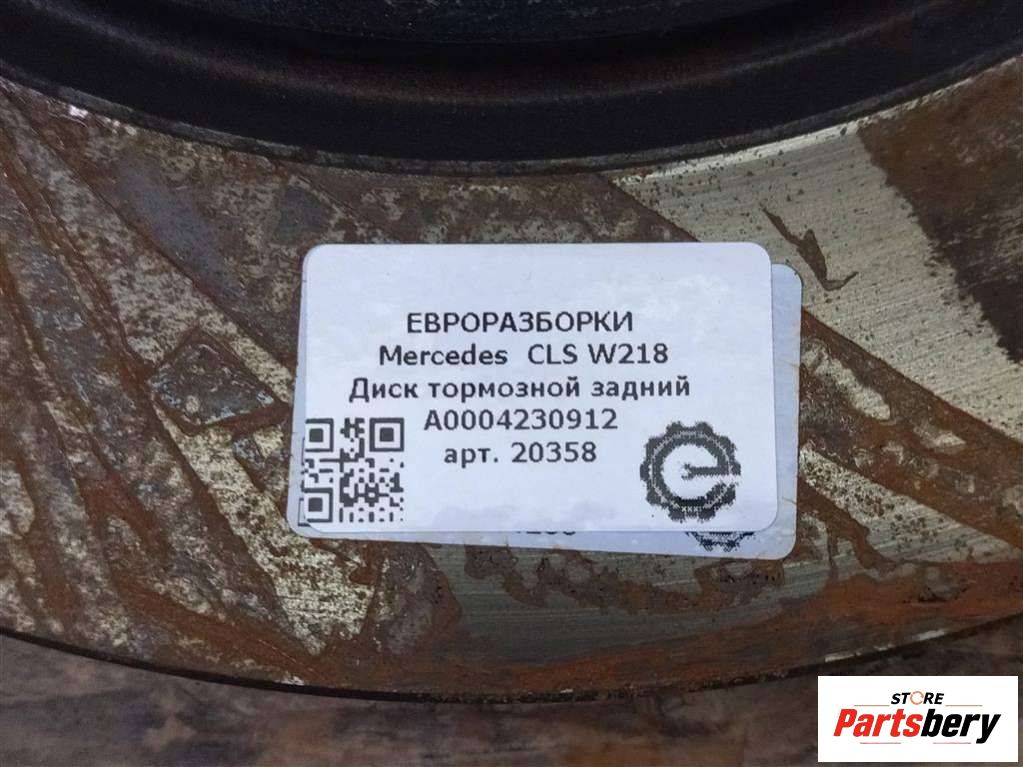 ЕВРОРАЗБОРКИ
Mercedes CLS W218
Диск тормозной задний
A0004230912
арт. 20358
STORE
Partsbery